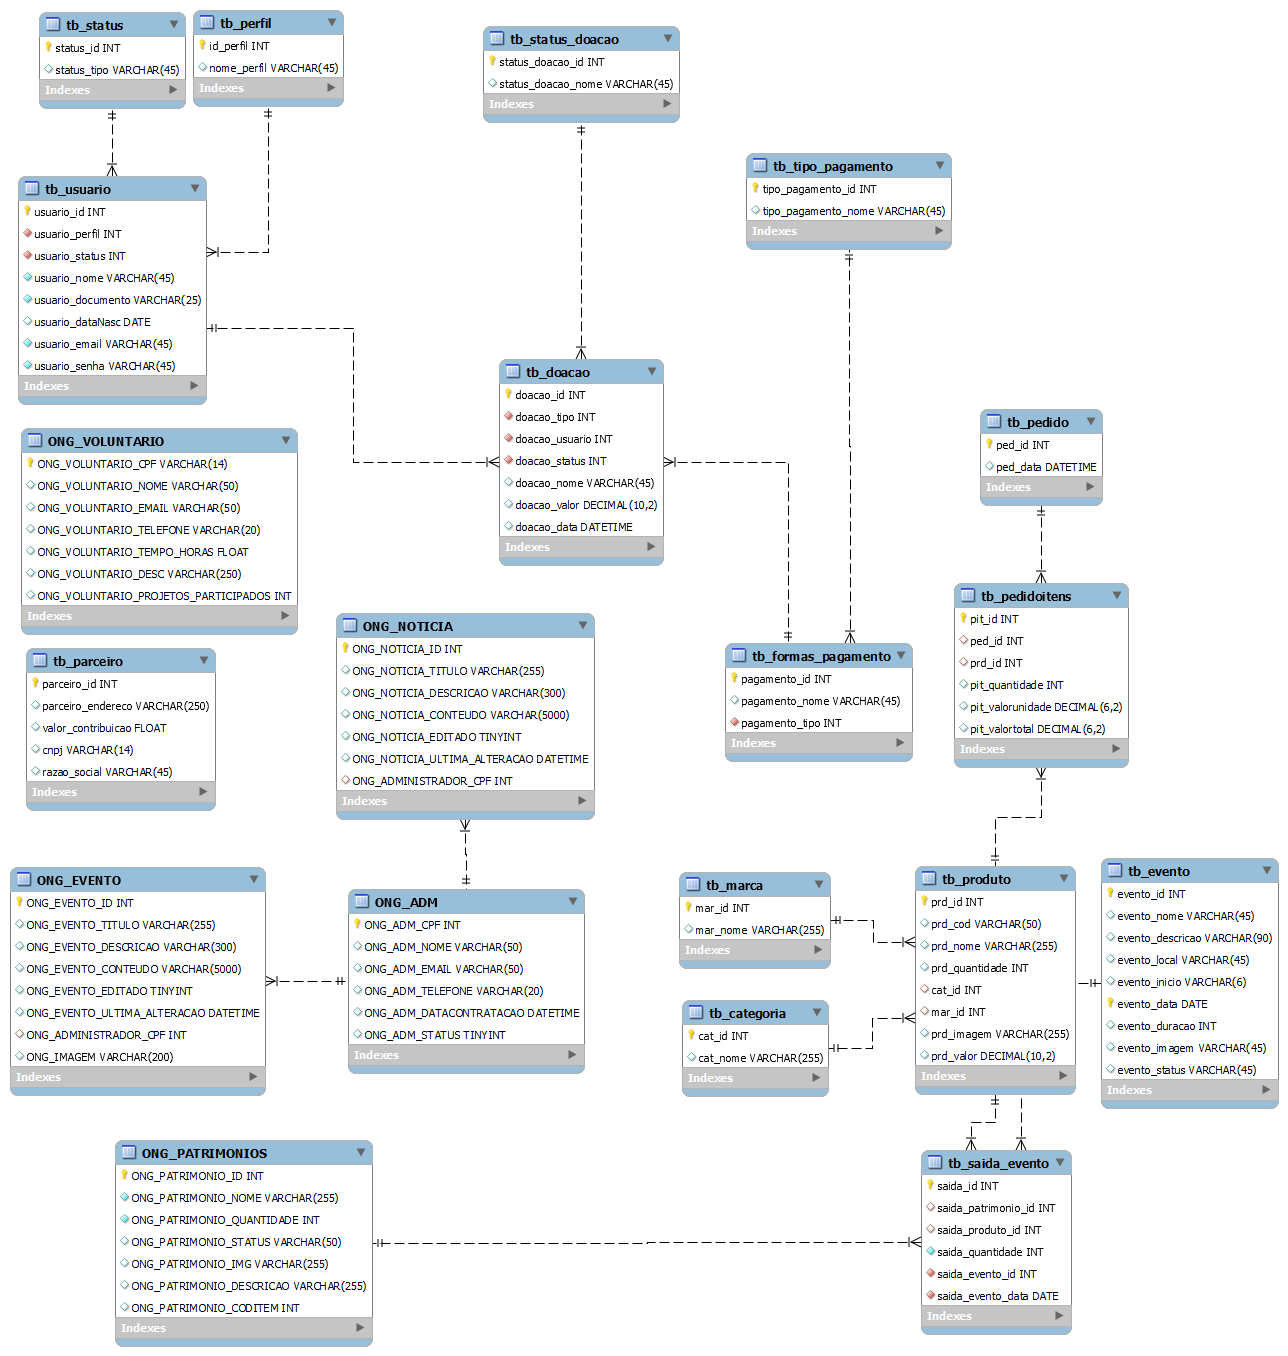 tb_status
status_id INT
status_tipo VARCHAR(45)
Indexes
tb_perfil
id_perfil INT
nome_perfil VARCHAR(45)
Indexes
tb_status_doacao
status_doacao_id INT
status_doacao_nome VARCHAR(45)
Indexes
tb_tipo_pagamento
tipo_pagamento_id INT
tipo_pagamento_nome VARCHAR(45)
Indexes
tb_usuario
usuario_id INT
usuario_perfil INT
usuario_status INT
usuario_nome VARCHAR(45)
usuario_documento VARCHAR(25)
usuario_dataNasc DATE
usuario_email VARCHAR(45)
usuario_senha VARCHAR(45)
Indexes
tb_doacao
doacao_id INT
doacao_tipo INT
doacao_usuario INT
doacao_status INT
doacao_nome VARCHAR(45)
doacao_valor DECIMAL(10,2)
doacao_data DATETIME
Indexes
tb_pedido
ped_id INT
ped_data DATETIME
Indexes
ONG_VOLUNTARIO
ONG_VOLUNTARIO_CPF VARCHAR(14)
ONG_VOLUNTARIO_NOME VARCHAR(50)
ONG_VOLUNTARIO_EMAIL VARCHAR(50)
ONG_VOLUNTARIO_TELEFONE VARCHAR(20)
ONG_VOLUNTARIO_TEMPO_HORAS FLOAT
ONG_VOLUNTARIO_DESC VARCHAR(250)
ONG_VOLUNTARIO_PROJETOS_PARTICIPADOS INT
Indexes
tb_pedidoitens
pit_id INT
ped_id INT
prd_id INT
pit_quantidade INT
pit_valorunidade DECIMAL(6,2)
pit_valortotal DECIMAL(6,2)
Indexes
ONG_NOTICIA
ONG_NOTICIA_ID INT
ONG_NOTICIA_TITULO VARCHAR(255)
ONG_NOTICIA_DESCRICAO VARCHAR(300)
ONG_NOTICIA_CONTEUDO VARCHAR(5000)
ONG_NOTICIA_EDITADO TINYINT
ONG_NOTICIA_ULTIMA_ALTERACAO DATETIME
ONG_ADMINISTRADOR_CPF INT
Indexes
tb_formas_pagamento
pagamento_id INT
pagamento_nome VARCHAR(45)
pagamento_tipo INT
Indexes
tb_parceiro
parceiro_id INT
parceiro_endereco VARCHAR(250)
valor_contribuicao FLOAT
cnpj VARCHAR(14)
razao_social VARCHAR(45)
Indexes
ONG_EVENTO
ONG_EVENTO_ID INT
ONG_EVENTO_TITULO VARCHAR(255)
ONG_EVENTO_DESCRICAO VARCHAR(300)
ONG_EVENTO_CONTEUDO VARCHAR(5000)
ONG_EVENTO_EDITADO TINYINT
ONG_EVENTO_ULTIMA_ALTERACAO DATETIME
ONG_ADMINISTRADOR_CPF INT
ONG_IMAGEM VARCHAR(200)
Indexes
ONG_ADM
ONG_ADM_CPF INT
ONG_ADM_NOME VARCHAR(50)
ONG_ADM_EMAIL VARCHAR(50)
ONG_ADM_TELEFONE VARCHAR(20)
ONG_ADM_DATACONTRATACAO DATETIME
ONG_ADM_STATUS TINYINT
Indexes
tb_marca
mar_id INT
mar_nome VARCHAR(255)
Indexes
tb_categoria
cat_id INT
cat_nome VARCHAR(255)
Indexes
tb_produto
prd_id INT
prd_cod VARCHAR(50)
prd_nome VARCHAR(255)
prd_quantidade INT
cat_id INT
mar_id INT
prd_imagem VARCHAR(255)
prd_valor DECIMAL(10,2)
Indexes
tb_evento
evento_id INT
evento_nome VARCHAR(45)
evento_descricao VARCHAR(90)
evento_local VARCHAR(45)
evento_inicio VARCHAR(6)
evento_data DATE
evento_duracao INT
evento_imagem VARCHAR(45)
evento_status VARCHAR(45)
Indexes
ONG_PATRIMONIOS
ONG_PATRIMONIO_ID INT
ONG_PATRIMONIO_NOME VARCHAR(255)
ONG_PATRIMONIO_QUANTIDADE INT
ONG_PATRIMONIO_STATUS VARCHAR(50)
ONG_PATRIMONIO_IMG VARCHAR(255)
ONG_PATRIMONIO_DESCRICAO VARCHAR(255)
ONG_PATRIMONIO_CODITEM INT
Indexes
tb_saida_evento
saida_id INT
saida_patrimonio_id INT
saida_produto_id INT
saida_quantidade INT
saida_evento_id INT
saida_evento_data DATE
Indexes